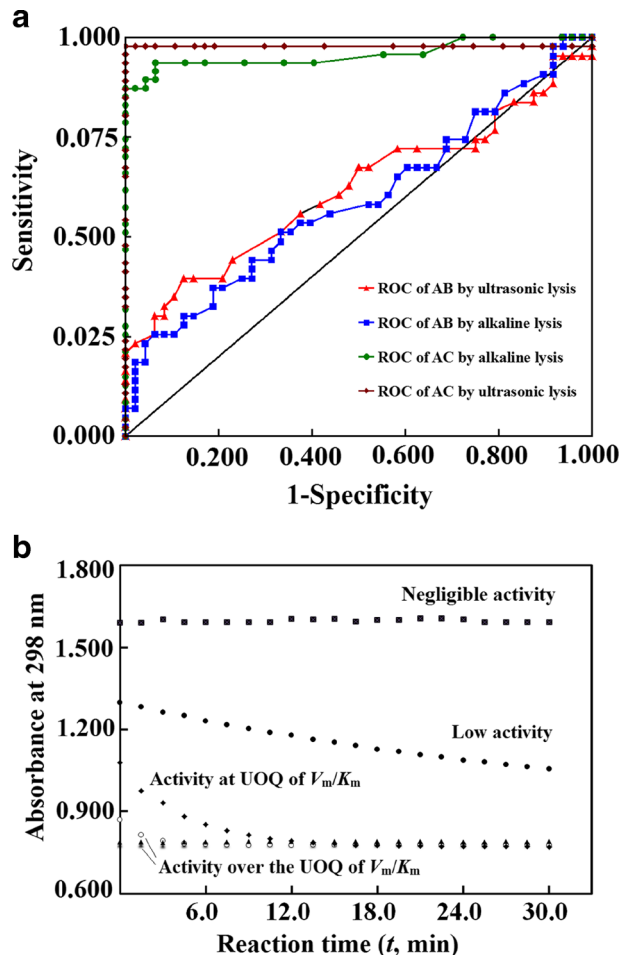 a
1.000
0.075
0.500
0.025
0.000
Sensitivity
ROC of AB by ultrasonic lysis
ROC of AB by alkaline lysis
ROC of AC by alkaline lysis
ROC of AC by ultrasonic lysis
0.200 0.400 0.600 0.800 1.000
1-Specificity
b
1.800
1.500
1.200
0.900
0.600
Absorbance at 298 nm
Negligible activity
Low activity
Activity at UOQ of Vm/Km
Activity over the UOQ of Vm/Km
6.0 12.0 18.0 24.0 30.0
Reaction time (t, min)